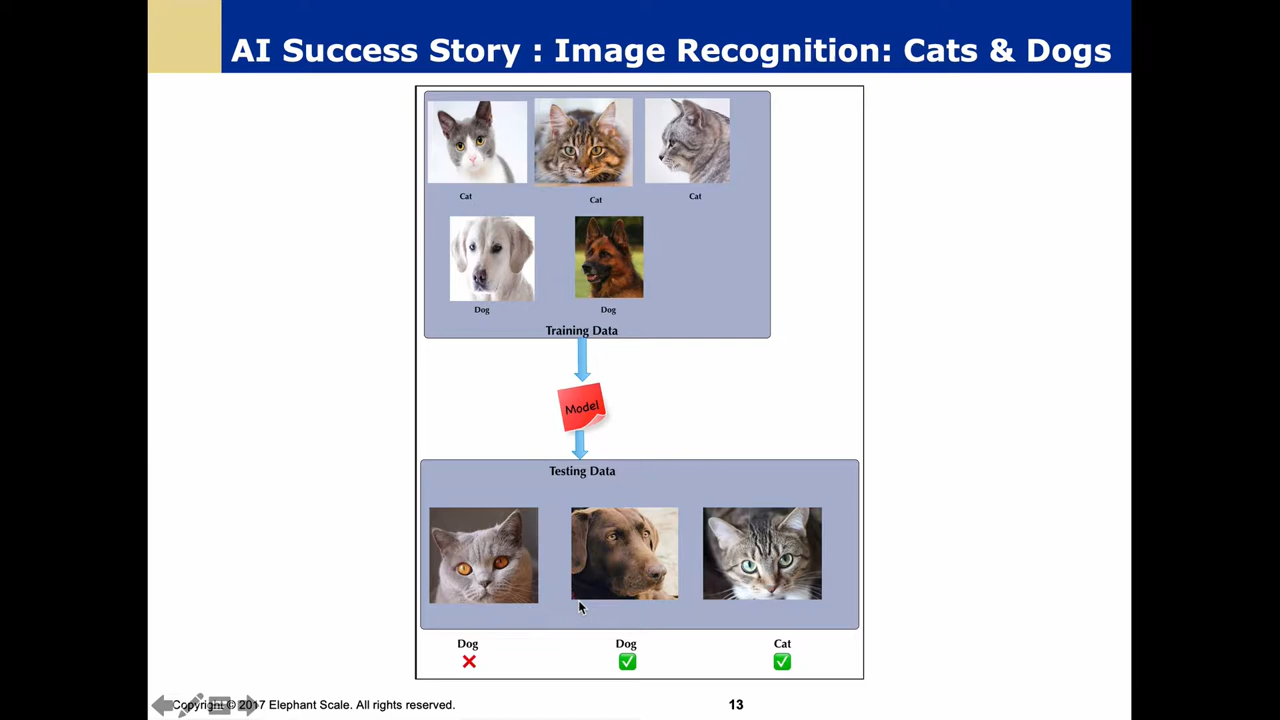 AI Success Story : Image Recognition: Cats & Dogs
Cat
Cat
Cat
Dog
Dog
Training Data
Model
Testing Data
Dog
Dog
Cat
Copyright © 2017 Elephant Scale. All rights reserved.
13